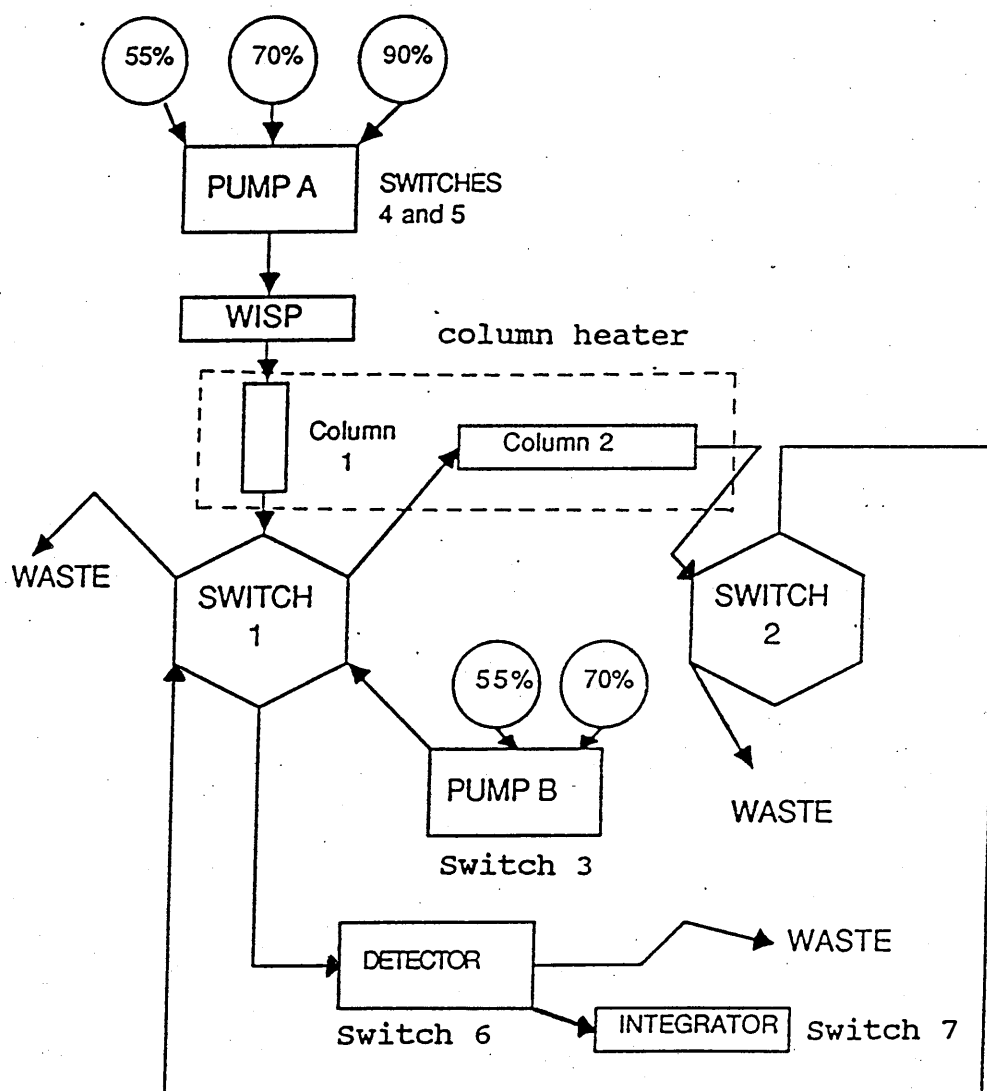 55% 70% 90%
PUMP A
SWITCHES
4 and 5
WISP
column heater
Column
1
Column 2
WASTE
SWITCH
1
SWITCH
2
55% 70%
PUMP B
WASTE
Switch 3
DETECTOR
WASTE
Switch 6
INTEGRATOR
Switch 7